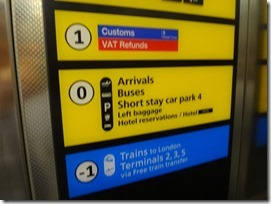 1
Customs
VAT Refunds
0
Arrivals
Buses
P Short stay car park 4
Left baggage
Hotel reservations / Hotel
-1
Trains to London
Terminals 2, 3, 5
via Free train transfer